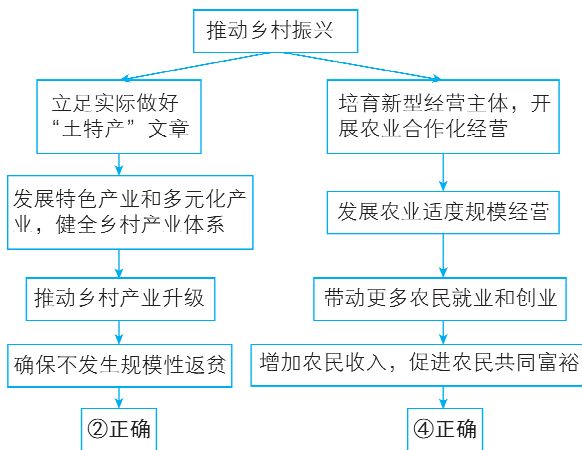 推动乡村振兴
立足实际做好
“土特产”文章
发展特色产业和多元化产
业，健全乡村产业体系
推动乡村产业升级
确保不发生规模性返贫
②正确
培育新型经营主体，开
展农业合作化经营
发展农业适度规模经营
带动更多农民就业和创业
增加农民收入，促进农民共同富裕
④正确